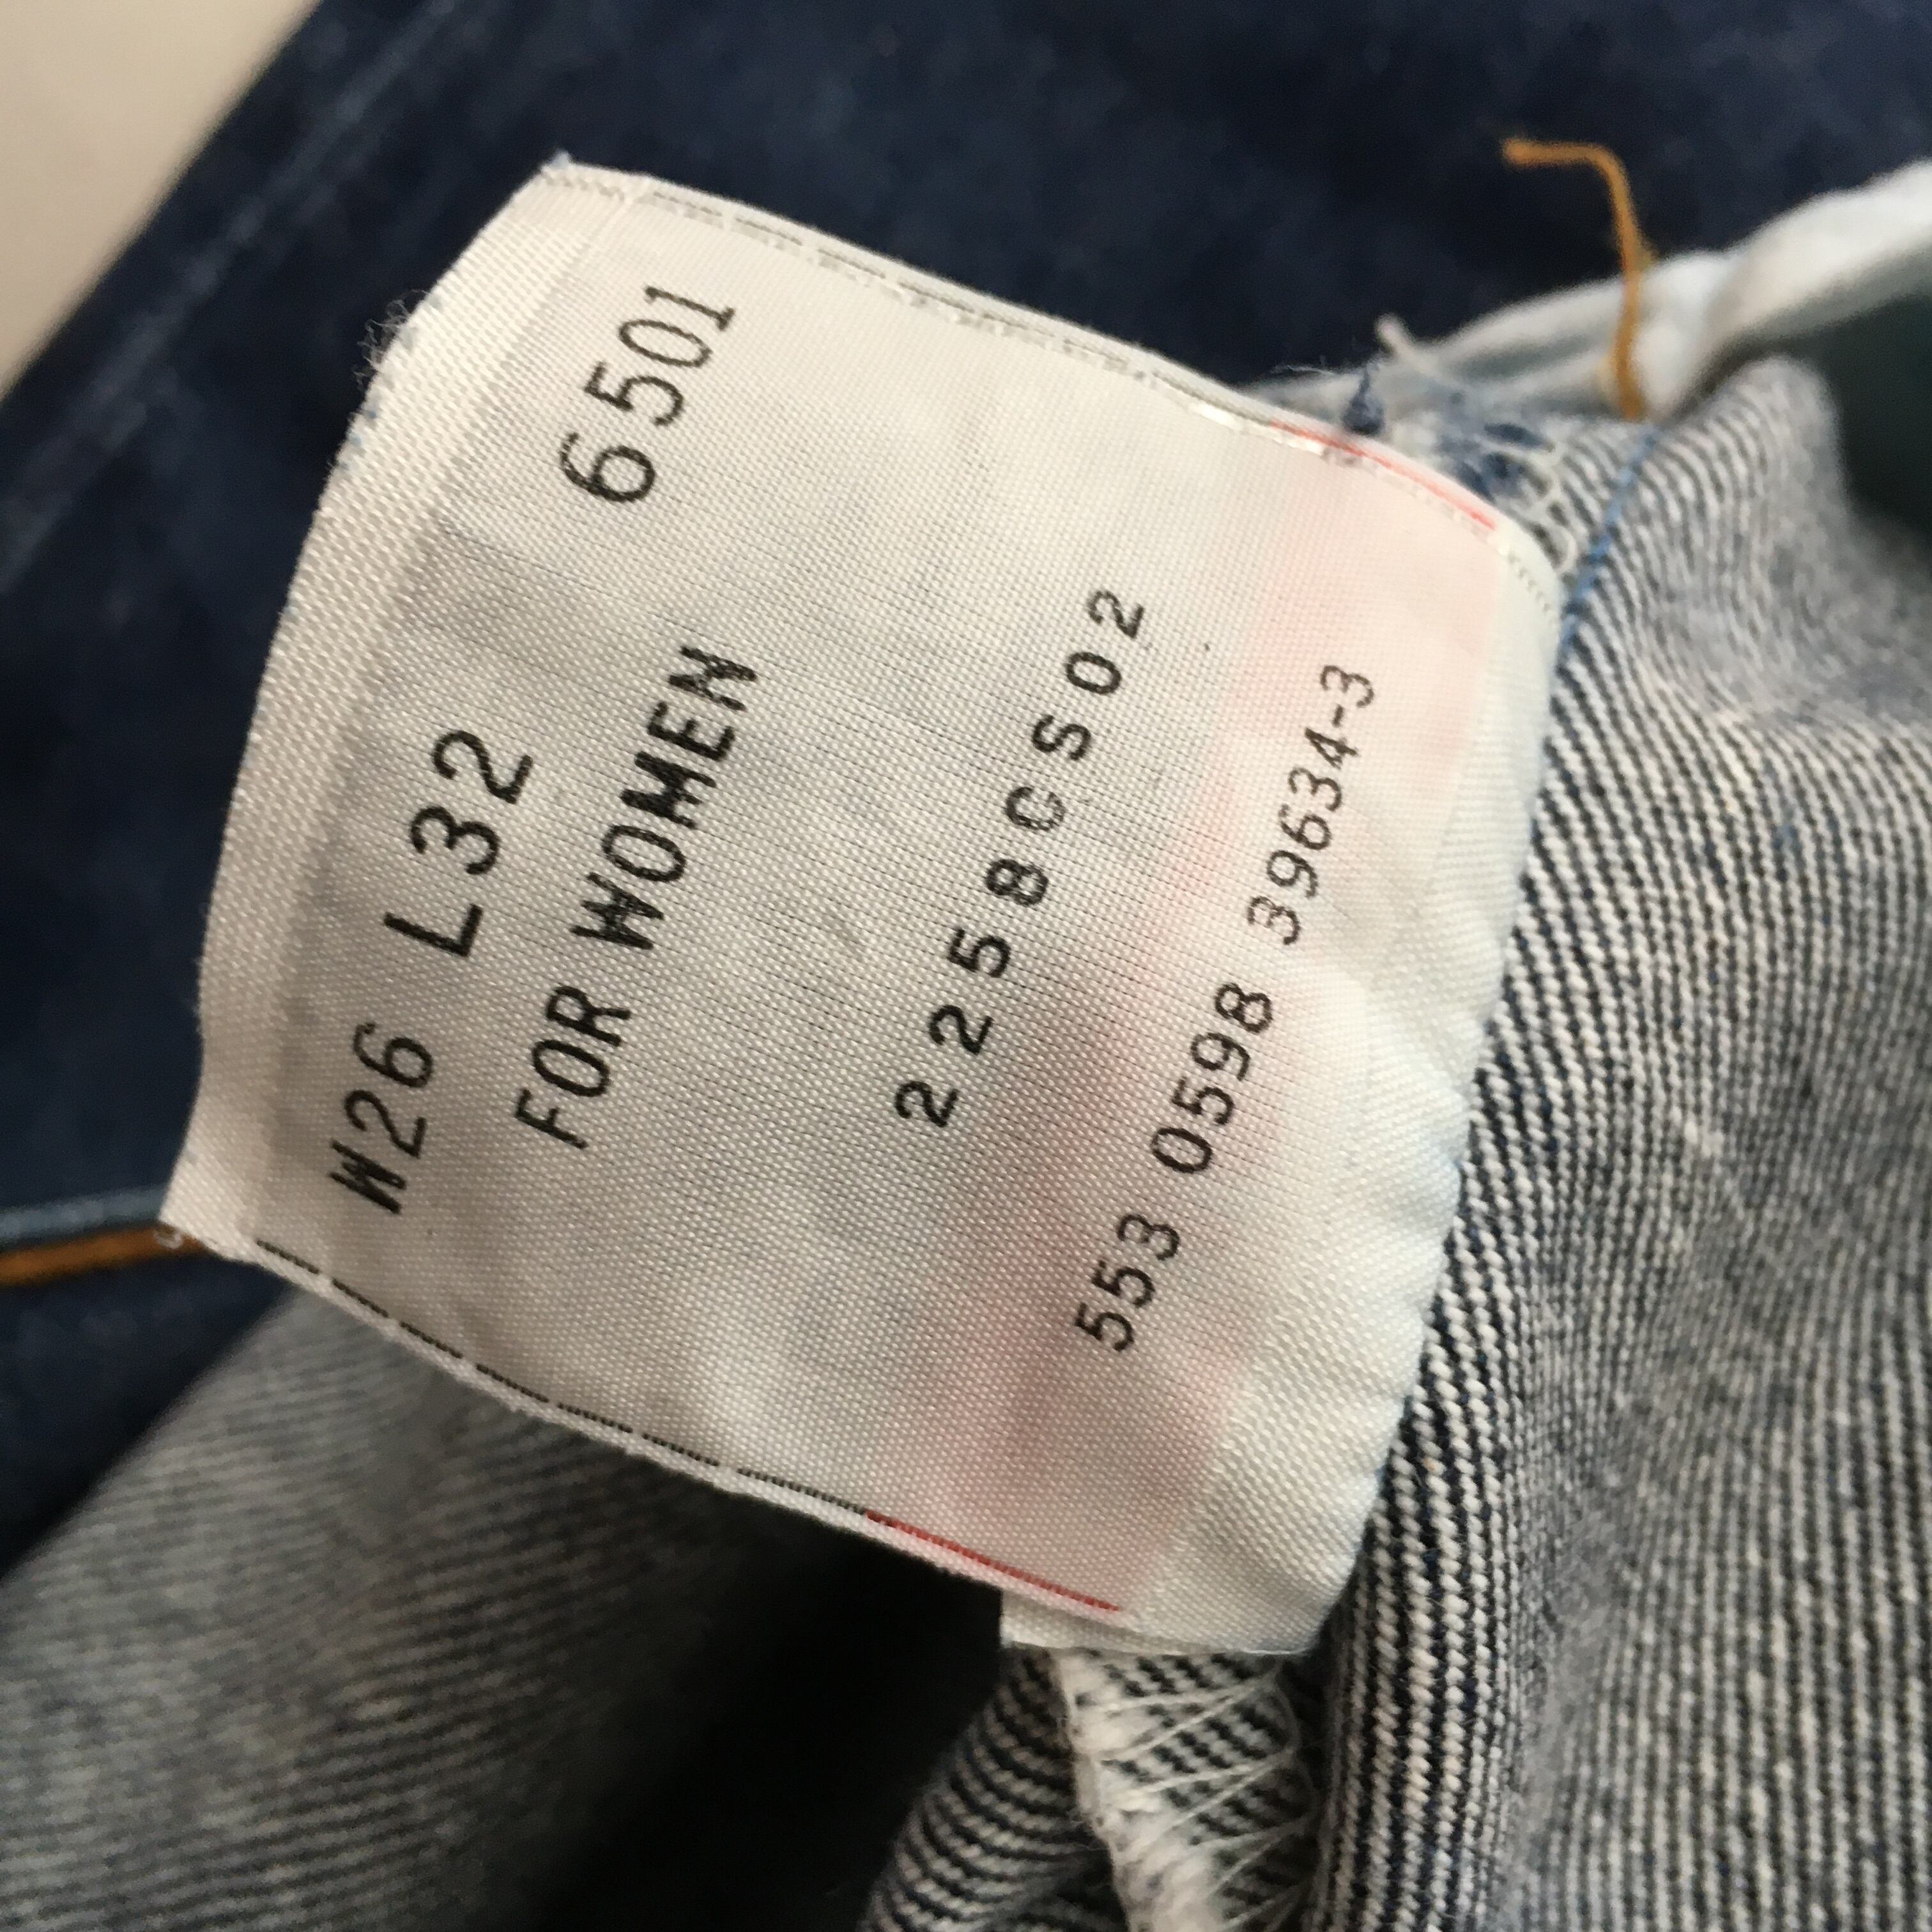 6501
W26 L32
FOR WOMEN
2258CS02
553 0598 39634-3